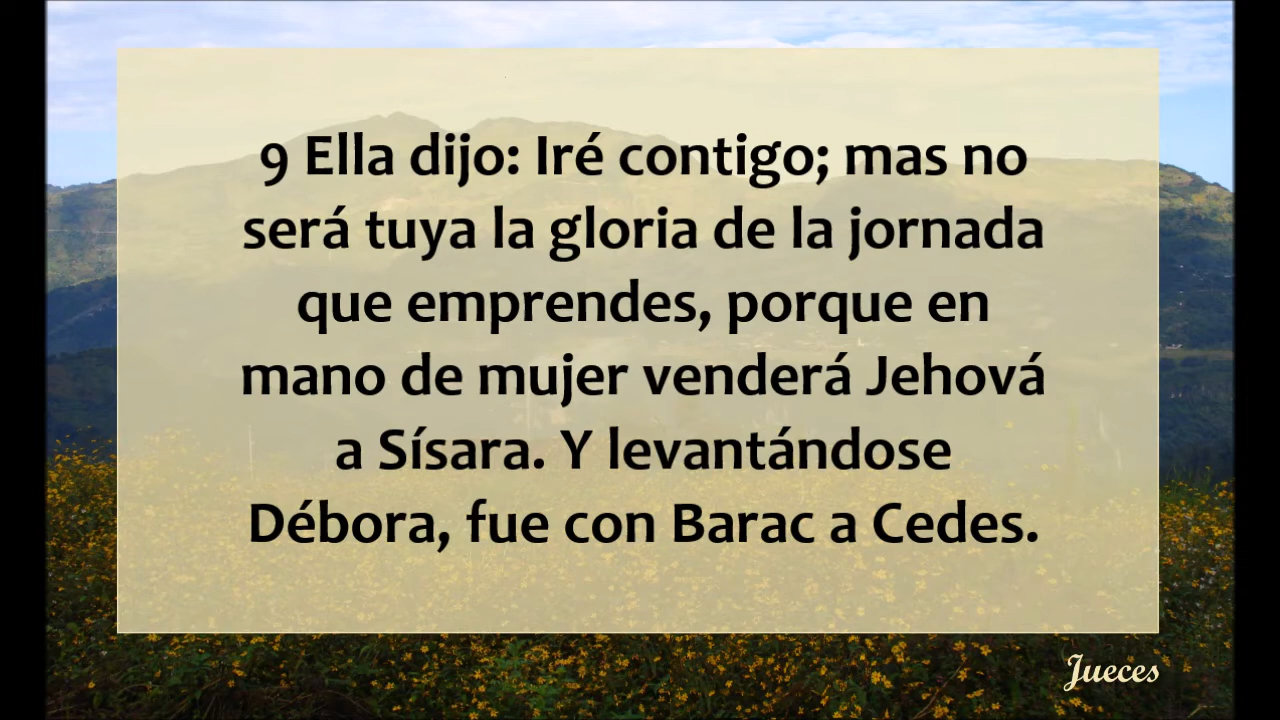 9 Ella dijo: Iré contigo; mas no
será tuya la gloria de la jornada
que emprendes, porque en
mano de mujer venderá Jehová
a Sísara. Y levantándose
Débora, fue con Barac a Cedes.
Jueces